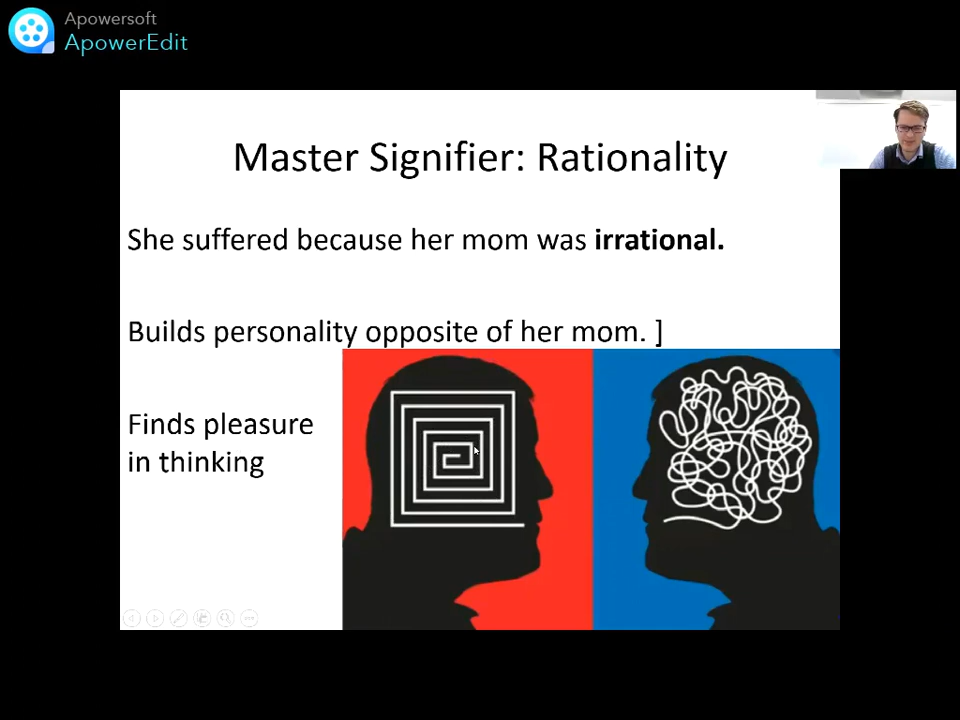 Apowersoft
ApowerEdit
Master Signifier: Rationality
She suffered because her mom was irrational.
Builds personality opposite of her mom. ]
Finds pleasure
in thinking